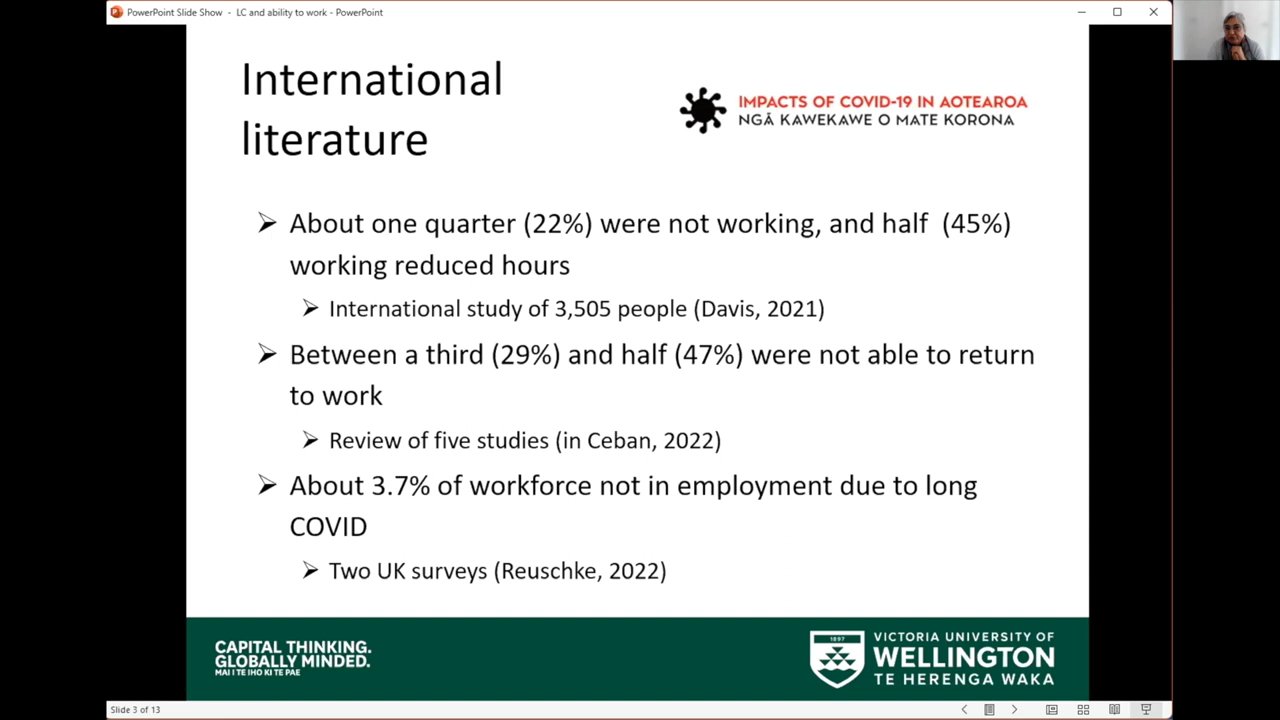 PowerPoint Slide Show - LC and ability to work - PowerPoint
International
literature
IMPACTS OF COVID-19 IN AOTEAROA
NGĀ KAWEKAWE O MATE KORONA
About one quarter (22%) were not working, and half (45%)
working reduced hours
International study of 3,505 people (Davis, 2021)
Between a third (29%) and half (47%) were not able to return
to work
Review of five studies (in Ceban, 2022)
About 3.7% of workforce not in employment due to long
COVID
Two UK surveys (Reuschke, 2022)
CAPITAL THINKING.
GLOBALLY MINDED.
MAI I TE IHO KI TE PAE
1897
VICTORIA UNIVERSITY OF
WELLINGTON
TE HERENGA WAKA
Slide 3 of 13